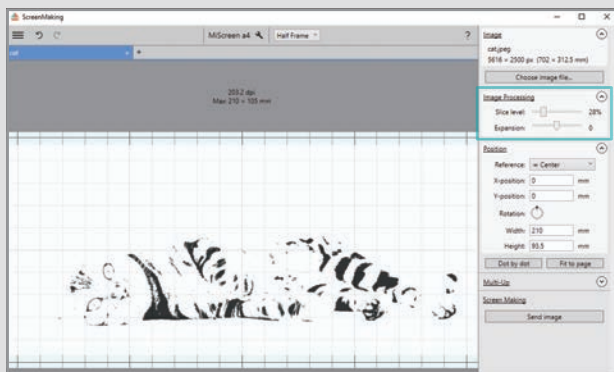 ScreenMaking
MiScreen a4 Half Frame ?
cat × +
203.2 dpi
Max 210 × 105 mm
Image
cat.jpeg
5616 × 2500 px (702 × 312.5 mm)
Choose image file...
Image Processing
Slice level: 28%
Expansion: 0
Position
Reference: Center
X-position: 0 mm
Y-position: 0 mm
Rotation:
Width: 210 mm
Height: 93.5 mm
Dot by dot Fit to page
Multi-Up
Screen Making
Send image